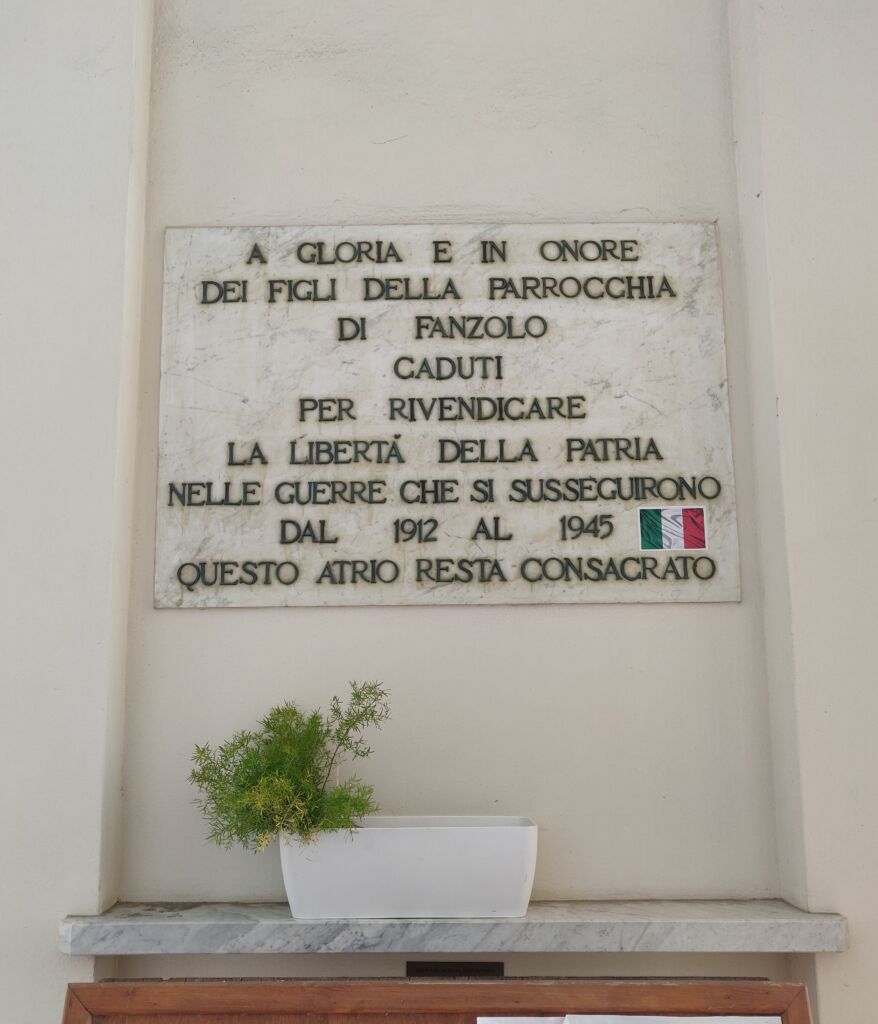 A GLORIA E IN ONORE
DEI FIGLI DELLA PARROCCHIA
DI FANZOLO
CADUTI
PER RIVENDICARE
LA LIBERTÁ DELLA PATRIA
NELLE GUERRE CHE SI SUSSEGUIRONO
DAL 1912 AL 1945
QUESTO ATRIO RESTA CONSACRATO